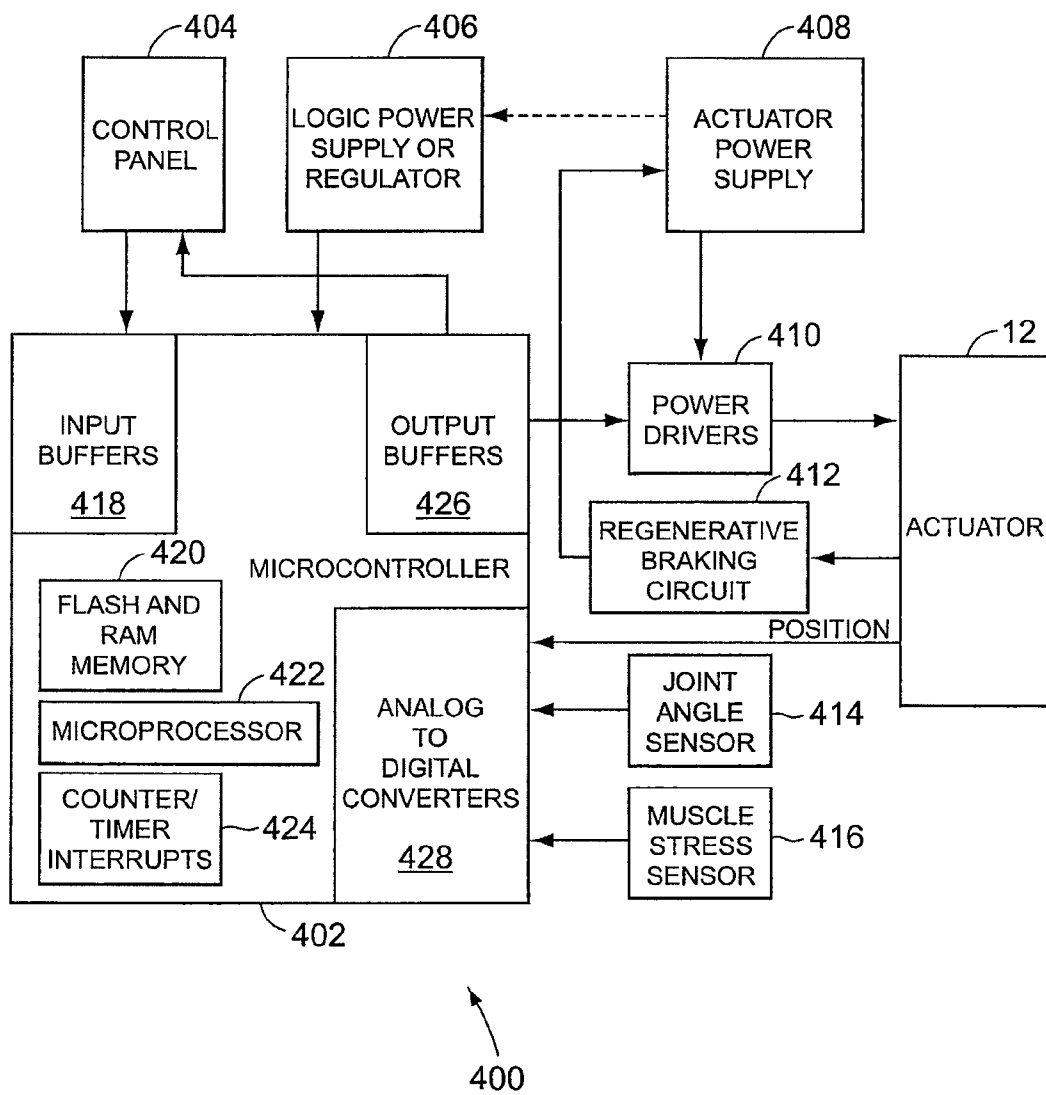 404
406
408
CONTROL
PANEL
LOGIC POWER
SUPPLY OR
REGULATOR
ACTUATOR
POWER
SUPPLY
410
12
INPUT
BUFFERS
418
OUTPUT
BUFFERS
426
POWER
DRIVERS
412
REGENERATIVE
BRAKING
CIRCUIT
ACTUATOR
MICROCONTROLLER
420
FLASH AND
RAM
MEMORY
422
MICROPROCESSOR
COUNTER/
TIMER
INTERRUPTS
424
ANALOG
TO
DIGITAL
CONVERTERS
428
POSITION
JOINT
ANGLE
SENSOR
414
MUSCLE
STRESS
SENSOR
416
402
400